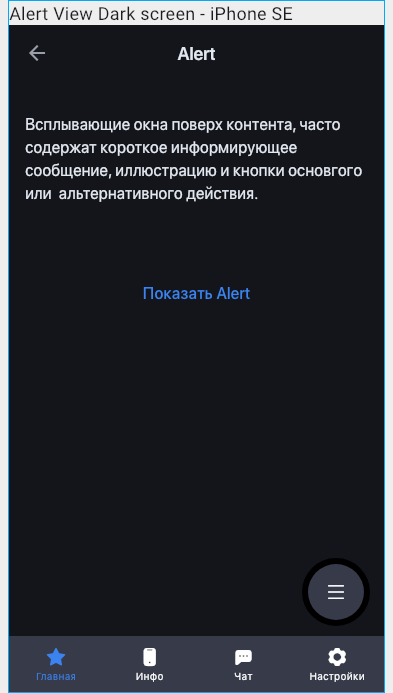 Alert View Dark screen - iPhone SE
Alert
Всплывающие окна поверх контента, часто
содержат короткое информирующее
сообщение, иллюстрацию и кнопки основгого
или альтернативного действия.
Показать Alert
Главная
Инфо
Чат
Настройки